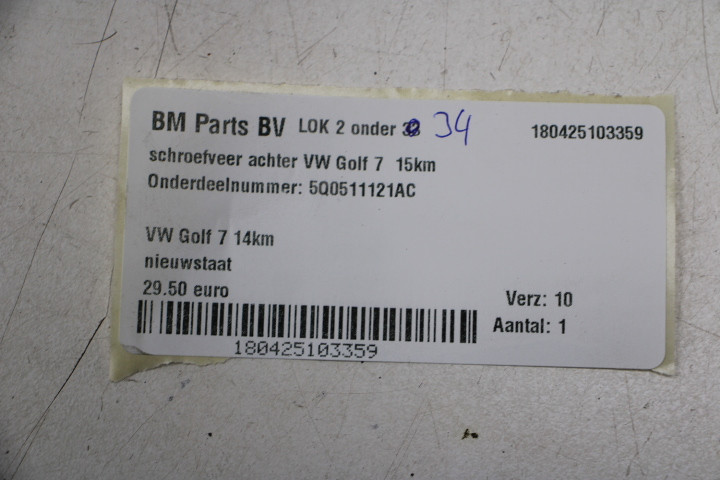 BM Parts BV LOK 2 onder 34 180425103359
schroefveer achter VW Golf 7 15km
Onderdeelnummer: 5Q0511121AC
VW Golf 7 14km
nieuwstaat
29.50 euro
Verz: 10
Aantal: 1
180425103359